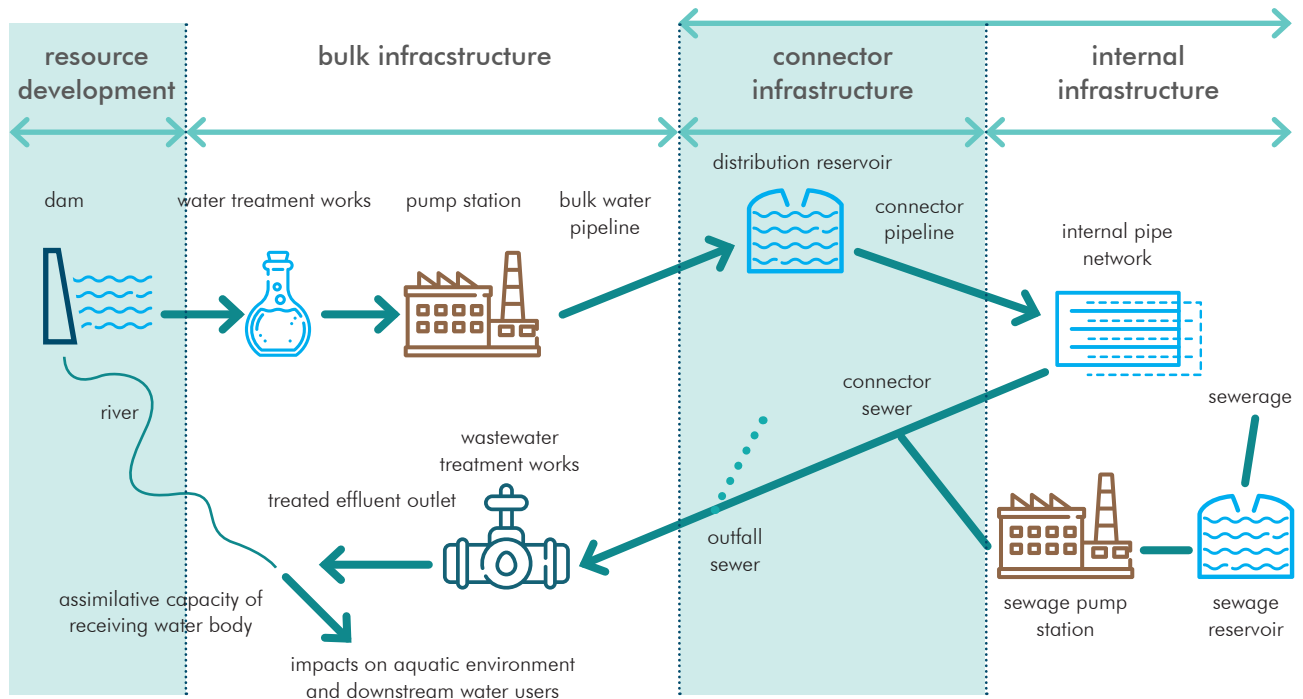 resource
development
bulk infracstructure
connector
infrastructure
internal
infrastructure
dam
water treatment works
pump station
bulk water
pipeline
distribution reservoir
connector
pipeline
internal pipe
network
river
connector
sewer
sewerage
wastewater
treatment works
treated effluent outlet
outfall
sewer
assimilative capacity of
receiving water body
sewage pump
station
sewage
reservoir
impacts on aquatic environment
and downstream water users